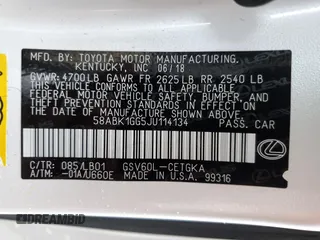 MFD. BY: TOYOTA MOTOR MANUFACTURING,
KENTUCKY, INC 06/18
GVWR: 4700LB GAWR FR 2625LB RR 2540 LB
THIS VEHICLE CONFORMS TO ALL APPLICABLE
FEDERAL MOTOR VEHICLE SAFETY, BUMPER, AND
THEFT PREVENTION STANDARDS IN EFFECT ON THE
DATE OF MANUFACTURE SHOWN ABOVE.
58ABK1GG5JU114134 PASS. CAR
C/TR: 085/LB01 GSV60L-CETGKA
A/TM: -01A/U660E MADE IN U.S.A. 99316